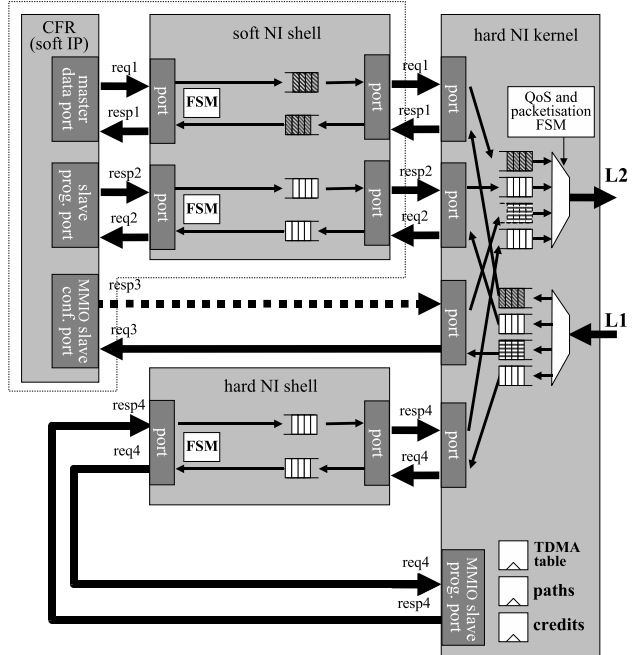 CFR
(soft IP)
soft NI shell
hard NI kernel
master
data port
req1
resp1
port
FSM
port
req1
resp1
port
QoS and
packetisation
FSM
L2
slave
prog. port
resp2
req2
port
FSM
port
resp2
req2
port
MMIO slave
conf. port
resp3
req3
port
L1
hard NI shell
resp4
req4
port
FSM
port
resp4
req4
port
req4
resp4
MMIO slave
prog. port
TDMA
table
paths
credits